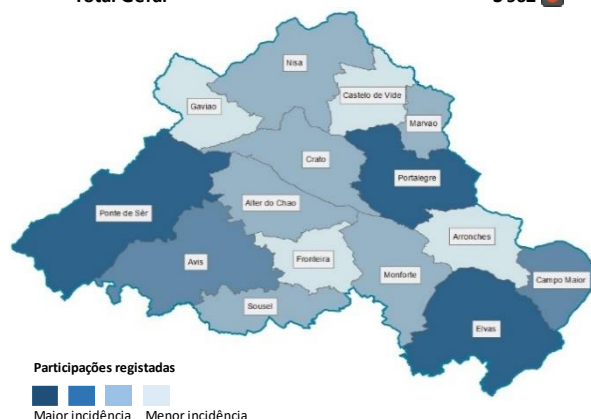 Total Geral
Nisa
Castelo de Vide
Gaviao
Marvao
Crato
Portalegre
Alter do Chao
Ponte de Sôr
Arronches
Avis
Fronteira
Monforte
Campo Maior
Sousel
Elvas
Participações registadas
Maior incidência Menor incidência